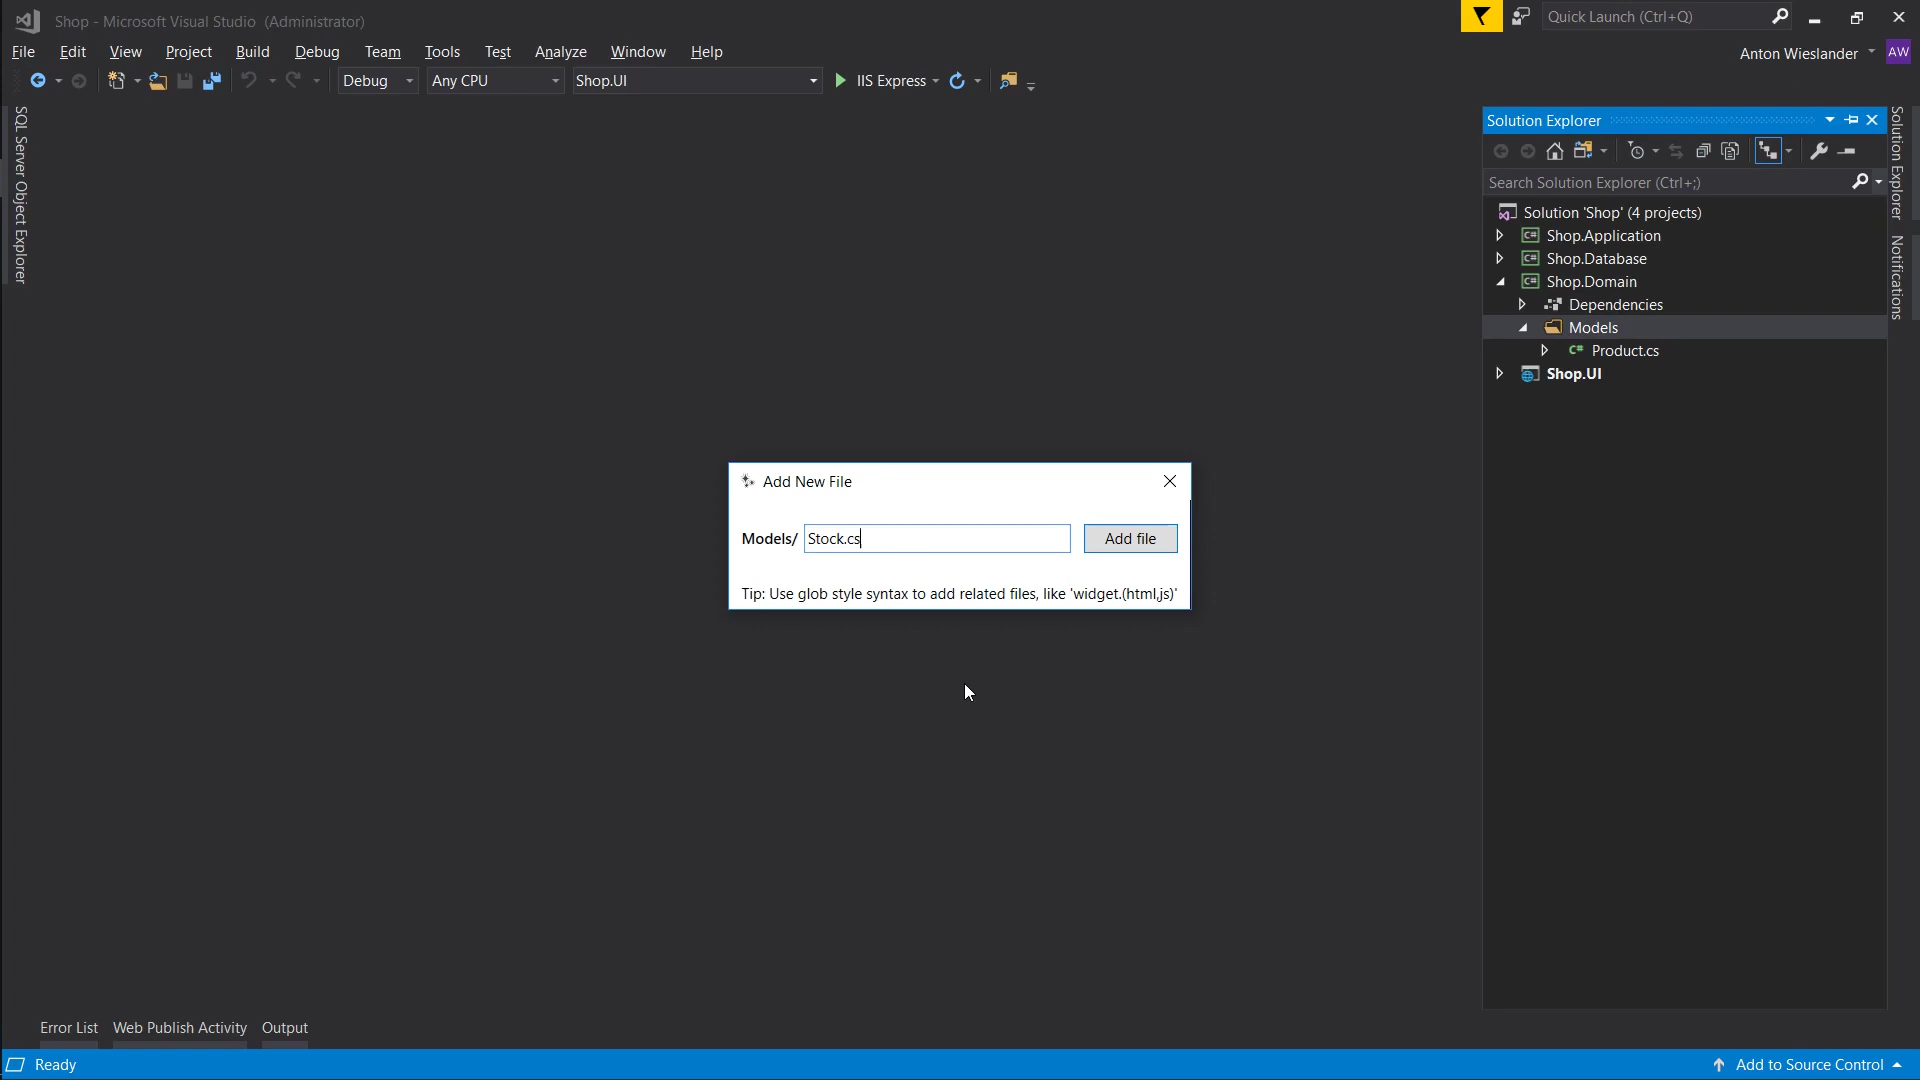 Shop - Microsoft Visual Studio (Administrator)
Quick Launch (Ctrl+Q)
File Edit View Project Build Debug Team Tools Test Analyze Window Help
Anton Wieslander AW
Debug Any CPU Shop.UI IIS Express
SQL Server Object Explorer
Solution Explorer
Search Solution Explorer (Ctrl+;)
Solution 'Shop' (4 projects)
C# Shop.Application
C# Shop.Database
C# Shop.Domain
Dependencies
Models
C# Product.cs
Shop.UI
Solution Explorer
Notifications
Add New File
Models/ Stock.cs Add file
Tip: Use glob style syntax to add related files, like 'widget.(html,js)'
Error List Web Publish Activity Output
Ready
Add to Source Control